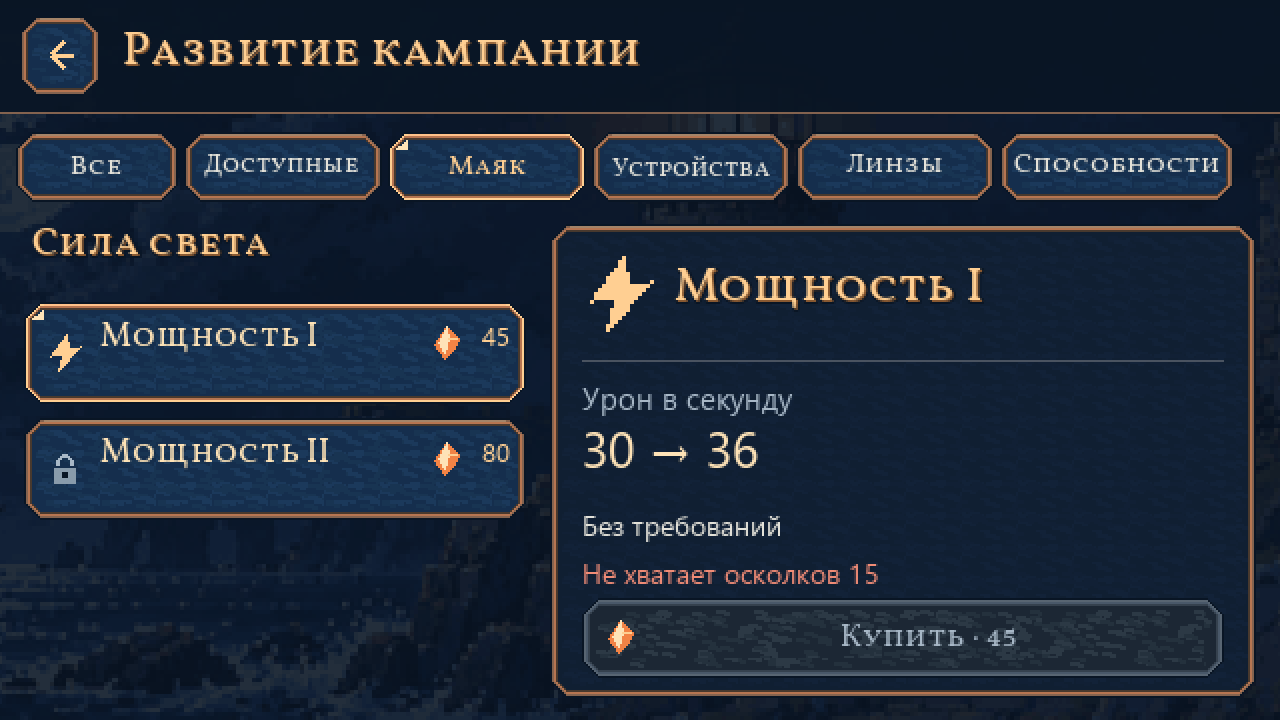 Развитие кампании
Все
Доступные
Маяк
Устройства
Линзы
Способности
Сила света
Мощность I
45
Мощность II
80
Мощность I
Урон в секунду
30 → 36
Без требований
Не хватает осколков 15
Купить · 45